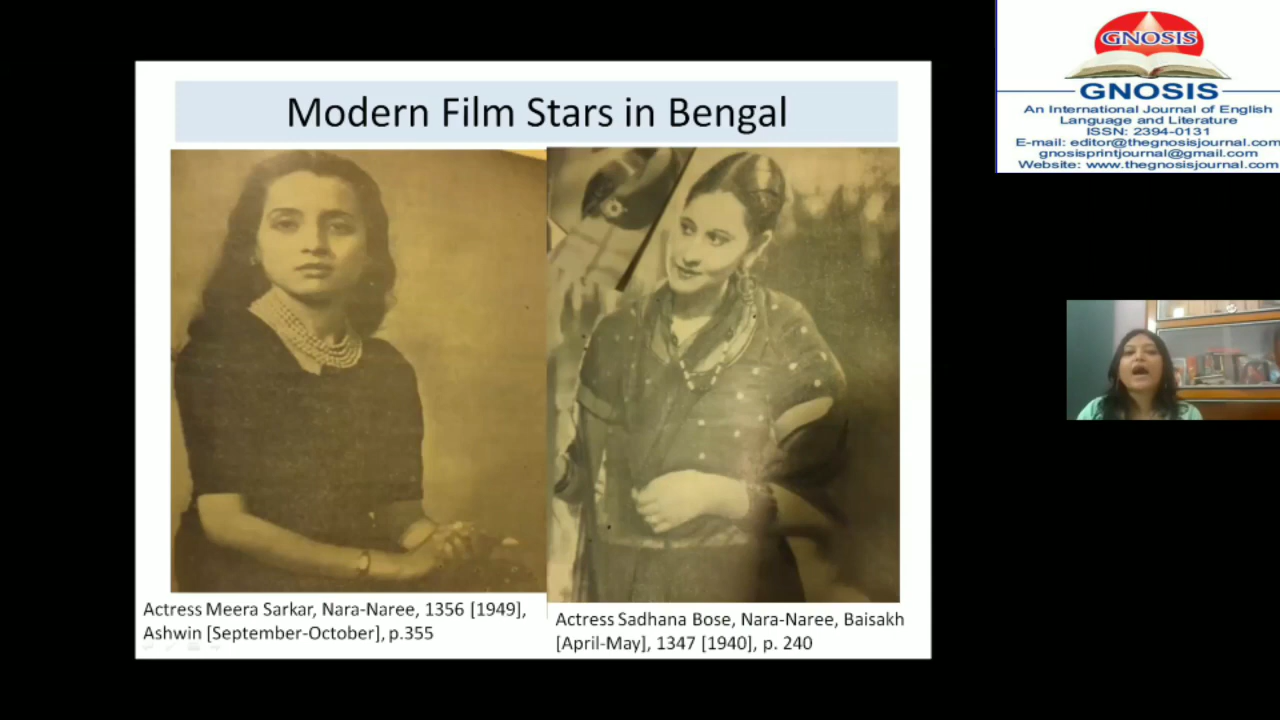 Modern Film Stars in Bengal
Actress Meera Sarkar, Nara-Naree, 1356 [1949],
Ashwin [September-October], p.355
Actress Sadhana Bose, Nara-Naree, Baisakh
[April-May], 1347 [1940], p. 240
GNOSIS
GNOSIS
An International Journal of English
Language and Literature
ISSN: 2394-0131
E-mail: editor@thegnosisjournal.com
gnosisprintjournal@gmail.com
Website: www.thegnosisjournal.com